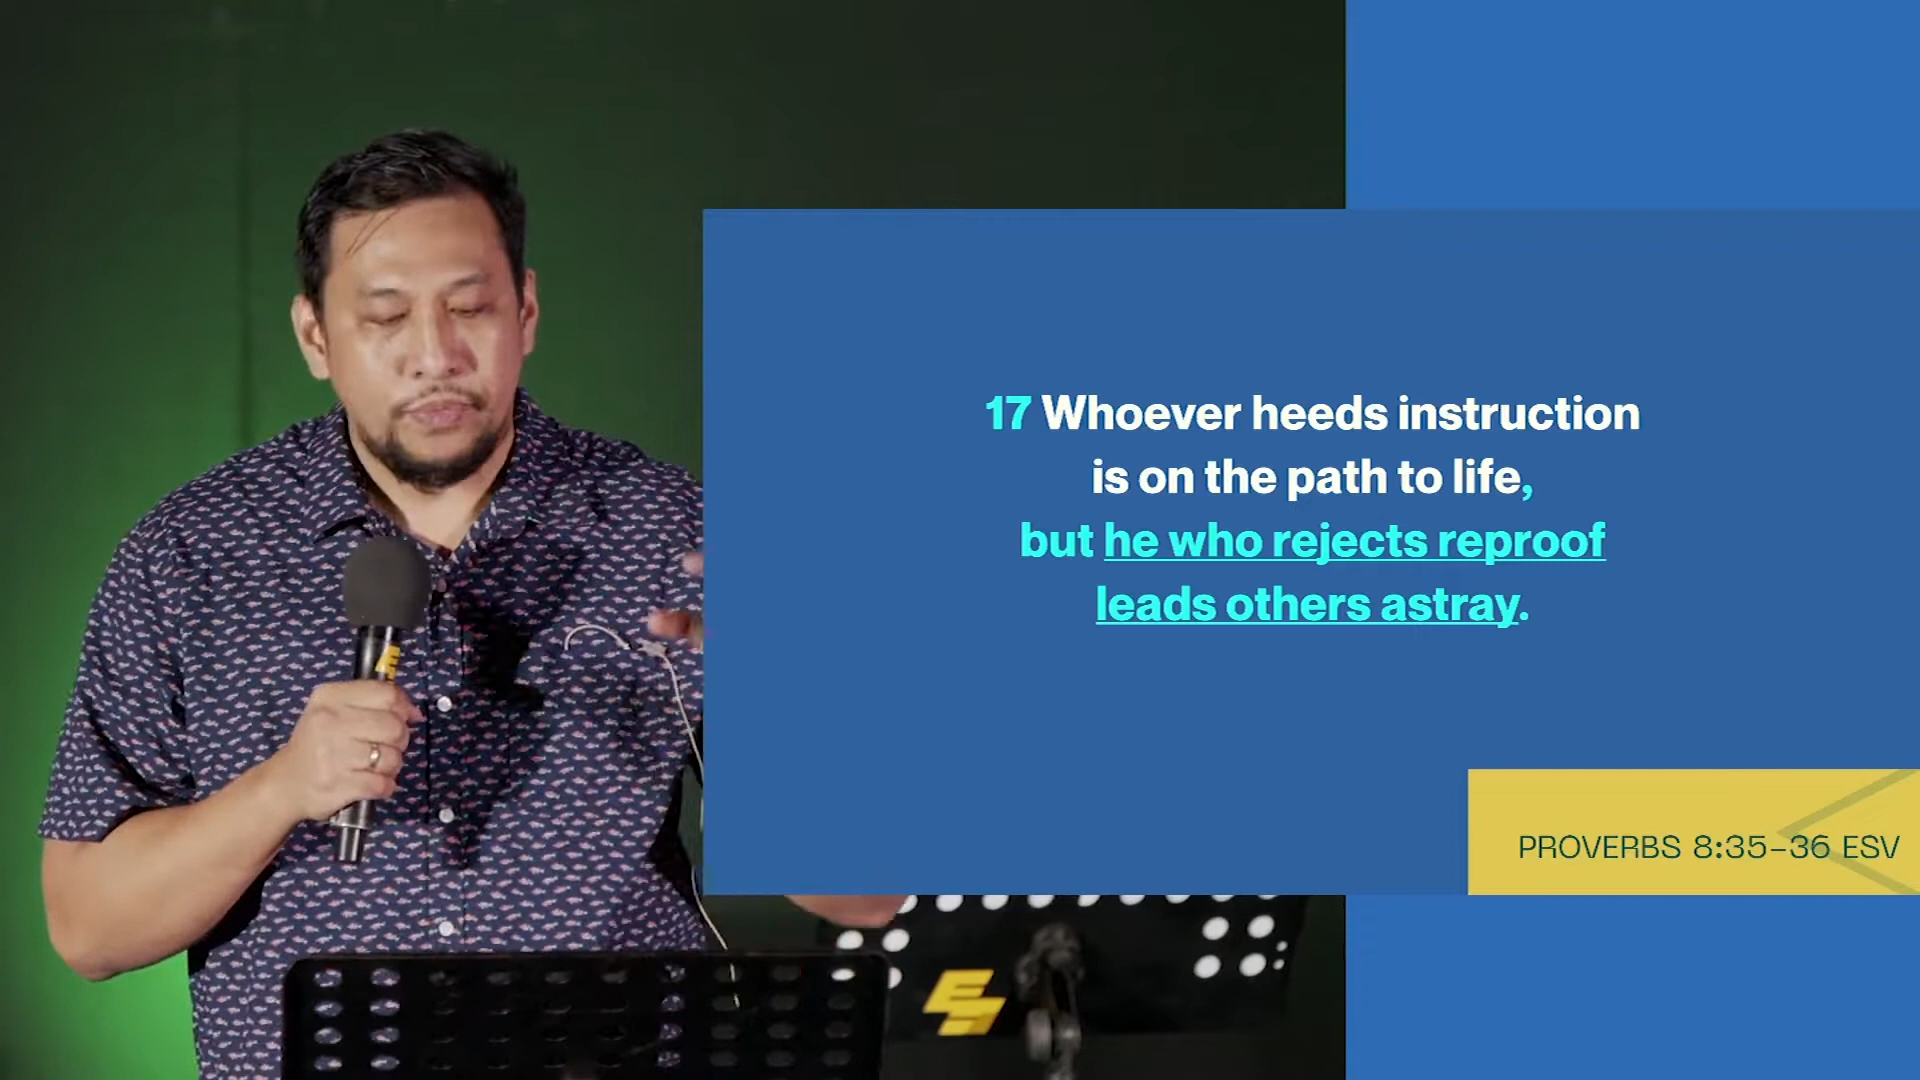 17 Whoever heeds instruction
is on the path to life,
but he who rejects reproof
leads others astray.
PROVERBS 8:35–36 ESV